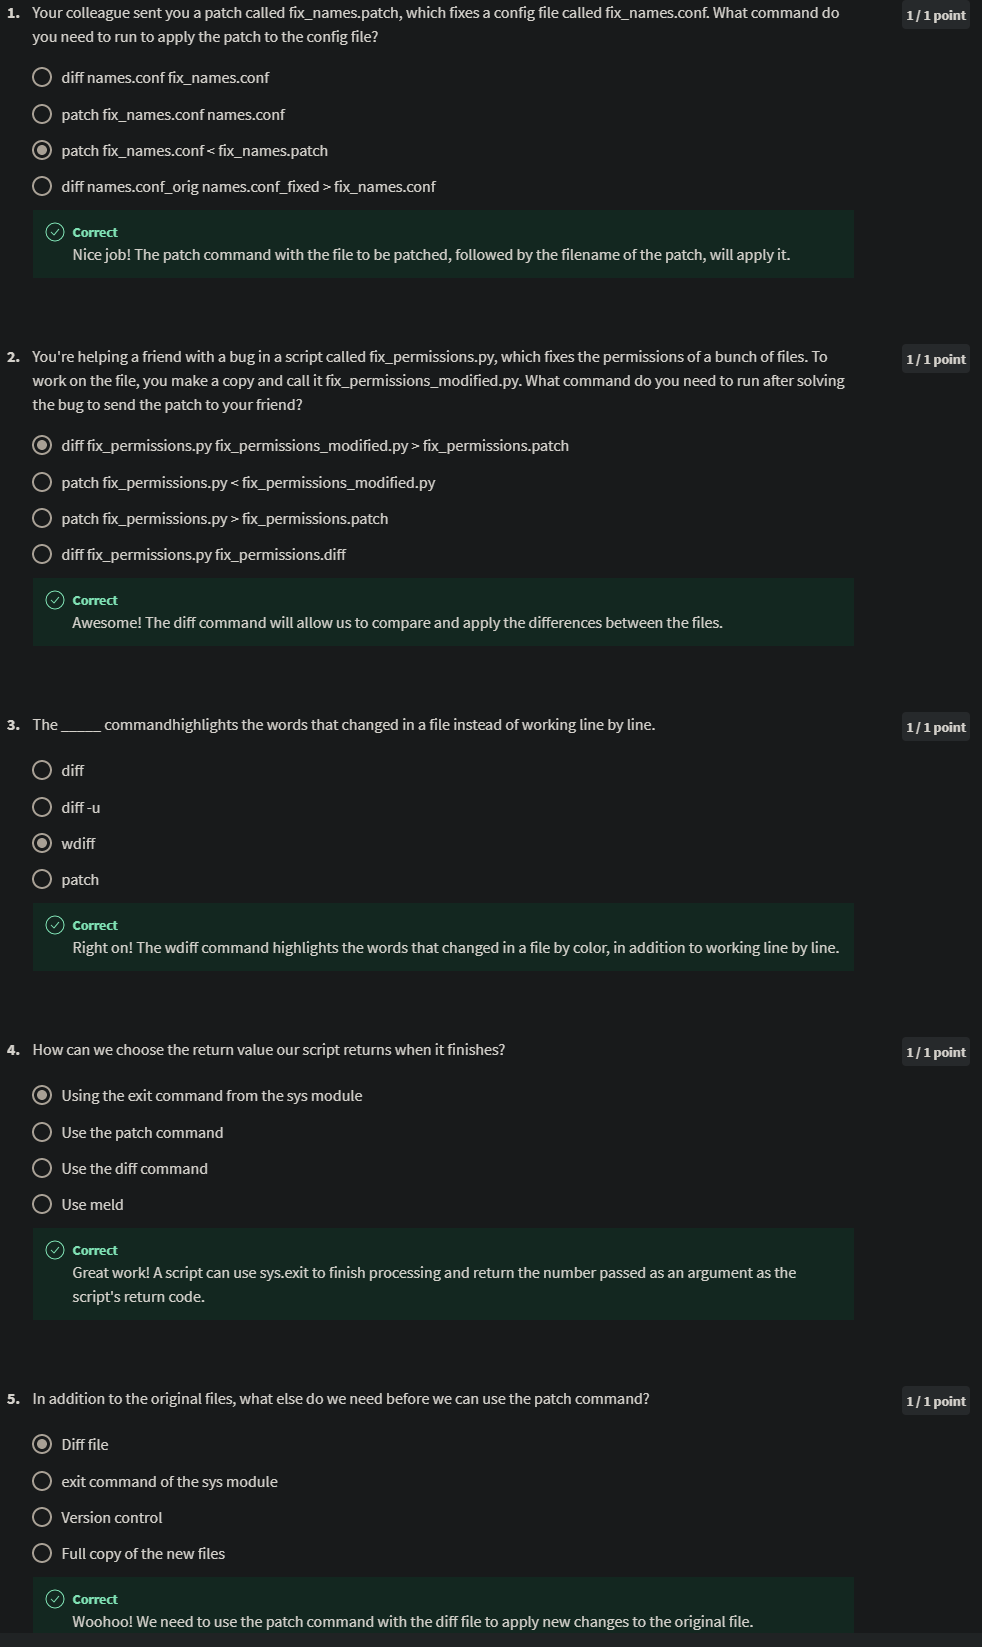 1. Your colleague sent you a patch called fix_names.patch, which fixes a config file called fix_names.conf. What command do
1 / 1 point
you need to run to apply the patch to the config file?
diff names.conf fix_names.conf
patch fix_names.conf names.conf
patch fix_names.conf < fix_names.patch
diff names.conf_orig names.conf_fixed > fix_names.conf
Correct
Nice job! The patch command with the file to be patched, followed by the filename of the patch, will apply it.
2. You're helping a friend with a bug in a script called fix_permissions.py, which fixes the permissions of a bunch of files. To
1 / 1 point
work on the file, you make a copy and call it fix_permissions_modified.py. What command do you need to run after solving
the bug to send the patch to your friend?
diff fix_permissions.py fix_permissions_modified.py > fix_permissions.patch
patch fix_permissions.py < fix_permissions_modified.py
patch fix_permissions.py > fix_permissions.patch
diff fix_permissions.py fix_permissions.diff
Correct
Awesome! The diff command will allow us to compare and apply the differences between the files.
3. The _____ commandhighlights the words that changed in a file instead of working line by line.
1 / 1 point
diff
diff -u
wdiff
patch
Correct
Right on! The wdiff command highlights the words that changed in a file by color, in addition to working line by line.
4. How can we choose the return value our script returns when it finishes?
1 / 1 point
Using the exit command from the sys module
Use the patch command
Use the diff command
Use meld
Correct
Great work! A script can use sys.exit to finish processing and return the number passed as an argument as the
script's return code.
5. In addition to the original files, what else do we need before we can use the patch command?
1 / 1 point
Diff file
exit command of the sys module
Version control
Full copy of the new files
Correct
Woohoo! We need to use the patch command with the diff file to apply new changes to the original file.